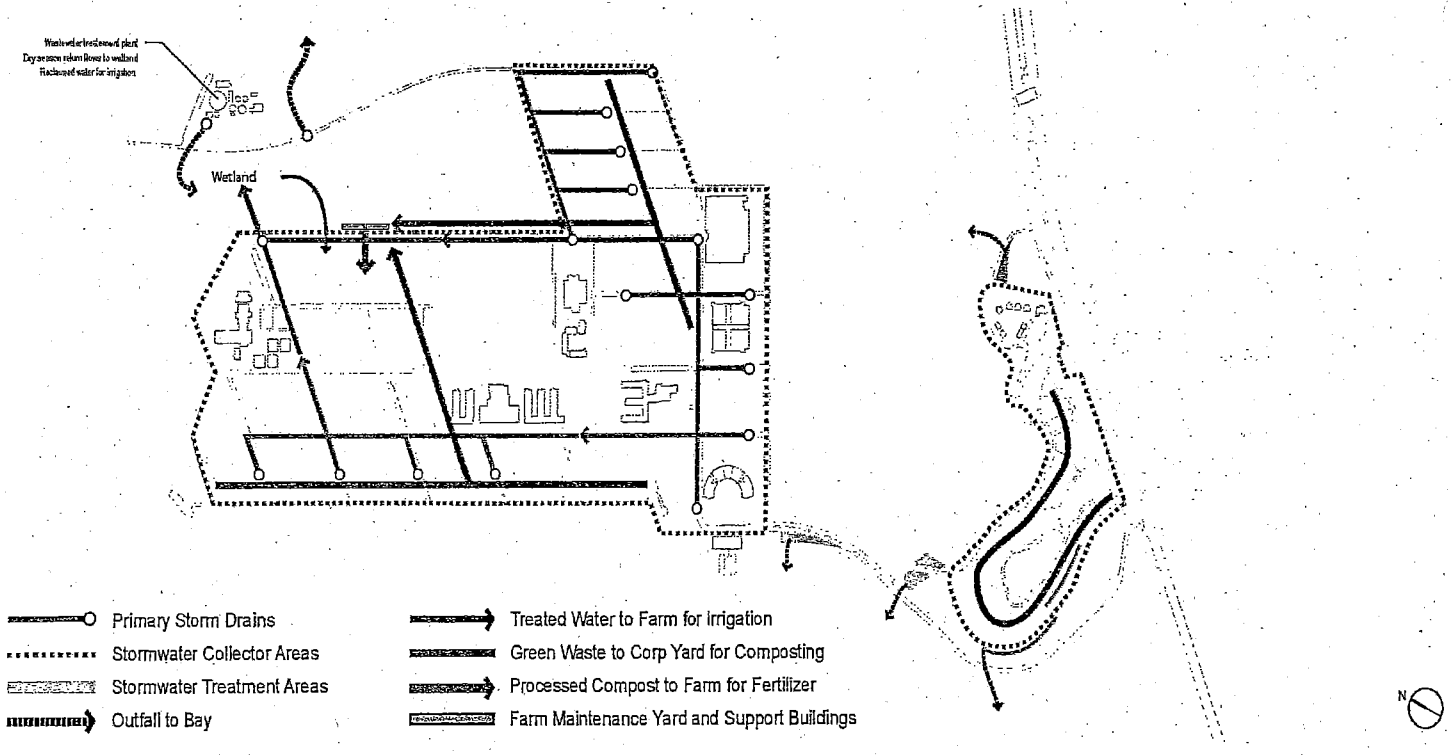 Wastewater treatement plant
Dry season return flows to wetland
Reclaimed water for irrigation
Wetland
Primary Storm Drains
Stormwater Collector Areas
Stormwater Treatment Areas
Outfall to Bay
Treated Water to Farm for Irrigation
Green Waste to Corp Yard for Composting
Processed Compost to Farm for Fertilizer
Farm Maintenance Yard and Support Buildings
N